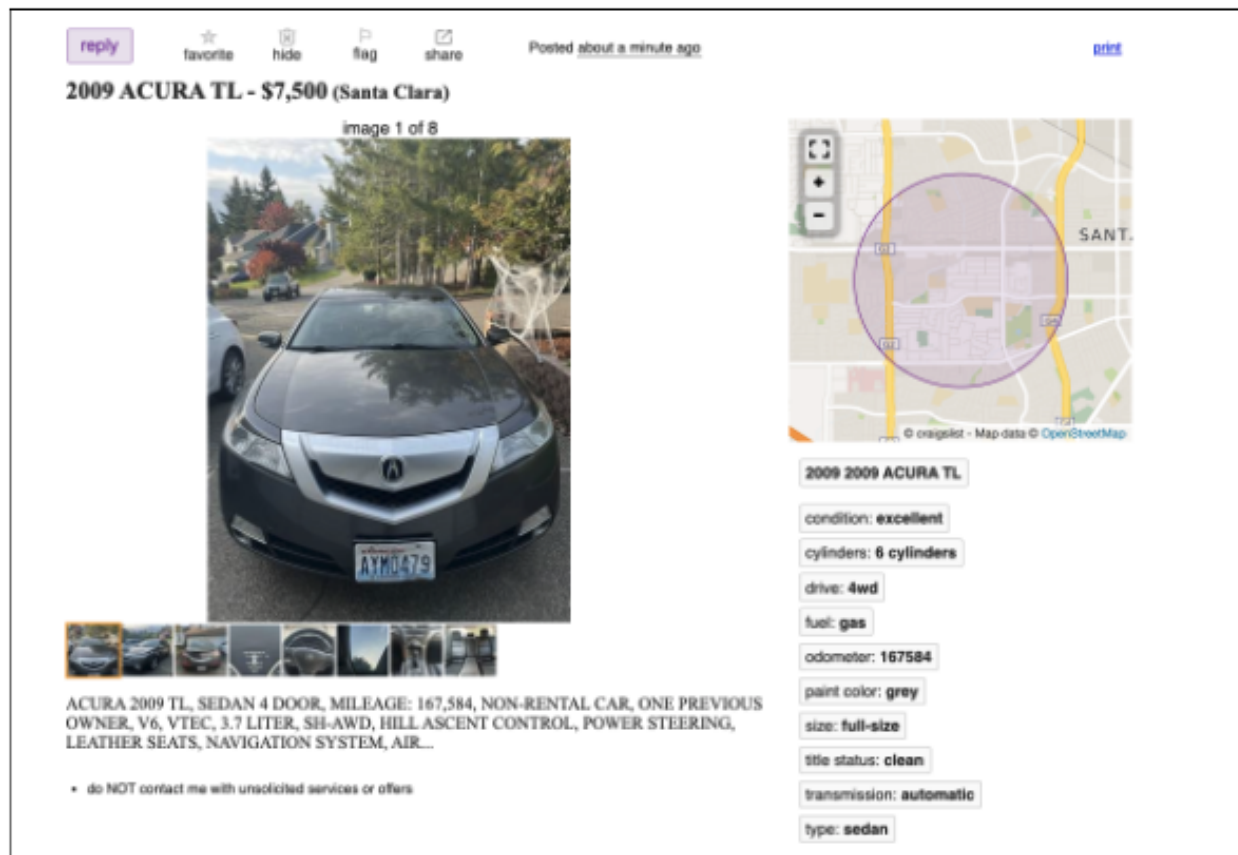 reply
favorite
hide
flag
share
Posted about a minute ago
print
2009 ACURA TL - $7,500 (Santa Clara)
image 1 of 8
+
-
SANT.
G2
G2
G4
© craigslist - Map data © OpenStreetMap
AYM0479
2009 2009 ACURA TL
condition: excellent
cylinders: 6 cylinders
drive: 4wd
fuel: gas
odometer: 167584
paint color: grey
size: full-size
title status: clean
transmission: automatic
type: sedan
ACURA 2009 TL, SEDAN 4 DOOR, MILEAGE: 167,584, NON-RENTAL CAR, ONE PREVIOUS
OWNER, V6, VTEC, 3.7 LITER, SH-AWD, HILL ASCENT CONTROL, POWER STEERING,
LEATHER SEATS, NAVIGATION SYSTEM, AIR...
• do NOT contact me with unsolicited services or offers